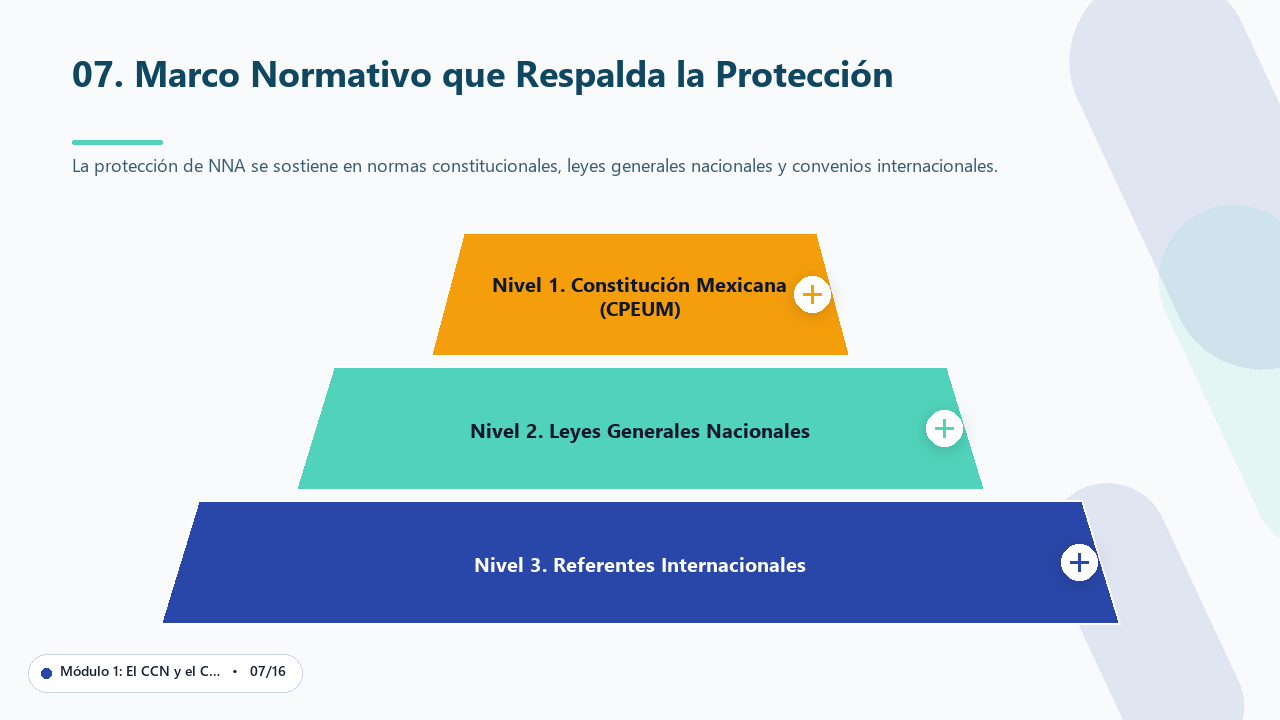 07. Marco Normativo que Respalda la Protección
La protección de NNA se sostiene en normas constitucionales, leyes generales nacionales y convenios internacionales.
Nivel 1. Constitución Mexicana
(CPEUM)
Nivel 2. Leyes Generales Nacionales
Nivel 3. Referentes Internacionales
Módulo 1: El CCN y el C... • 07/16